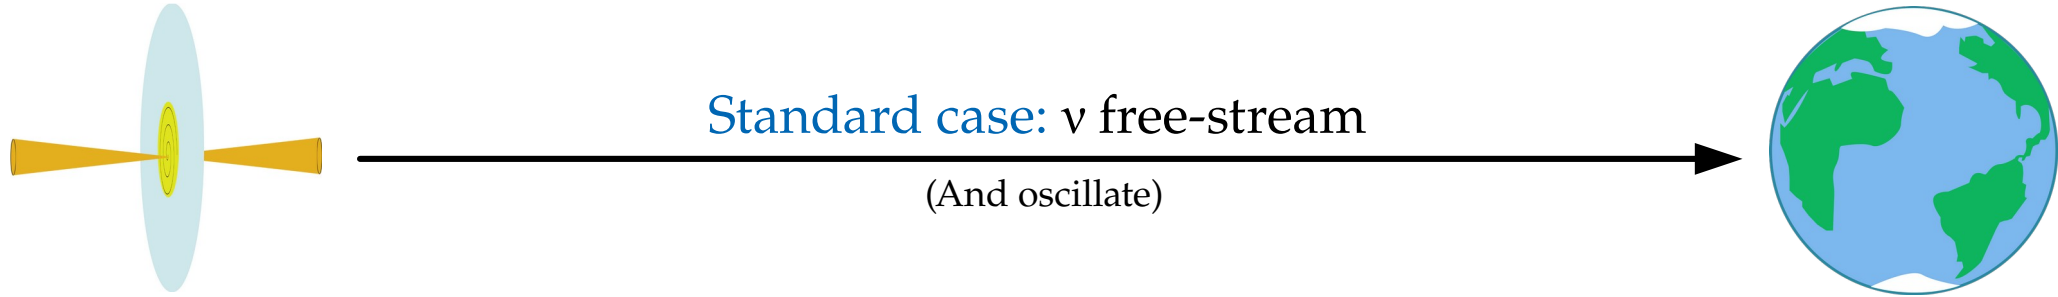 Standard case: ν free-stream
(And oscillate)